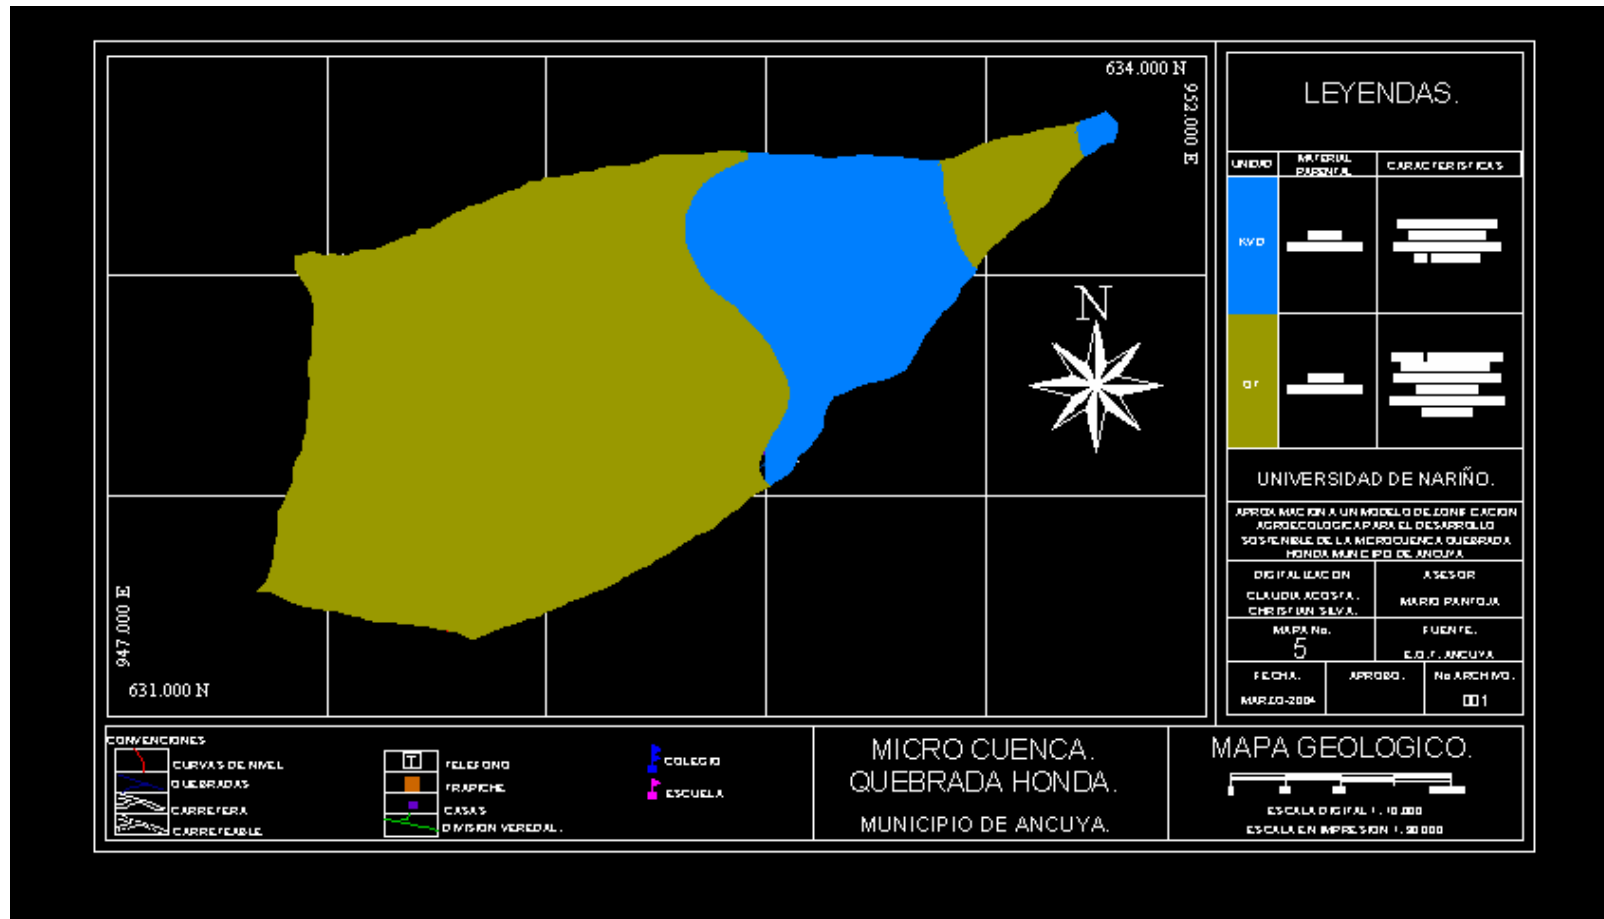 634.000 N
952.000 E
N
947.000 E
631.000 N
LEYENDAS.
UNIDAD
MATERIAL
PARENTAL
CARACTERISTICAS
KVD
UNIVERSIDAD DE NARIÑO.
APROXIMACION A UN MODELO DE ZONIFICACION
AGROECOLOGICA PARA EL DESARROLLO
SOSTENIBLE DE LA MICROCUENCA QUEBRADA
HONDA MUNICIPIO DE ANCUYA
DIGITALIZACION
CLAUDIA ACOSTA.
CHRISTIAN SILVA.
ASESOR
MARIO PANTOJA
MAPA No.
5
FUENTE.
E.O.T. ANCUYA
FECHA.
MARZO-2004
APROBO.
No ARCHIVO.
001
CONVENCIONES
CURVAS DE NIVEL
QUEBRADAS
CARRETERA
CARRETEABLE
T
TELEFONO
TRAPICHE
CASAS
DIVISION VEREDAL.
COLEGIO
ESCUELA
MICRO CUENCA.
QUEBRADA HONDA.
MUNICIPIO DE ANCUYA.
MAPA GEOLOGICO.
ESCALA DIGITAL 1:10.000
ESCALA EN IMPRESION